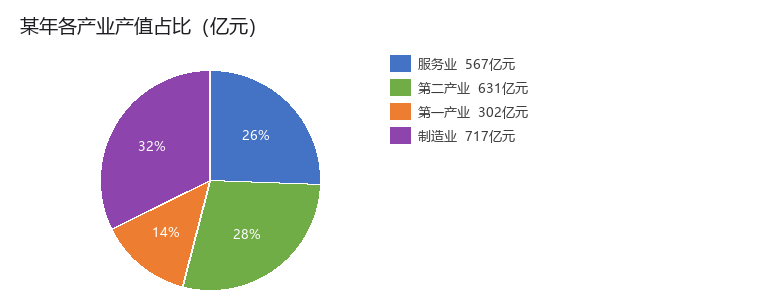 某年各产业产值占比（亿元）
服务业 567亿元
第二产业 631亿元
第一产业 302亿元
制造业 717亿元
26%
32%
14%
28%